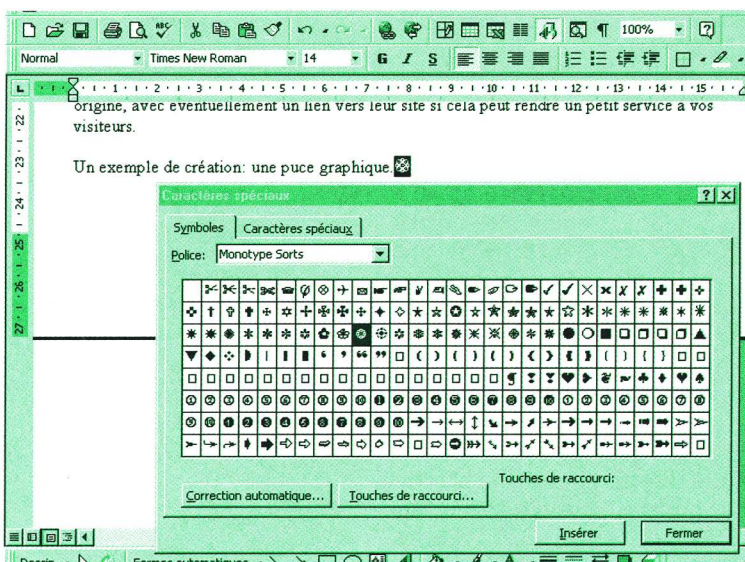 100%
Normal Times New Roman 14 G I S
origine, avec eventuellement un lien vers leur site si cela peut rendre un petit service à vos
visiteurs.
Un exemple de création: une puce graphique.
Caractères spéciaux
Symboles Caractères spéciaux
Police: Monotype Sorts
Touches de raccourci:
Correction automatique... Touches de raccourci...
Insérer Fermer
Dessin Formes automatiques